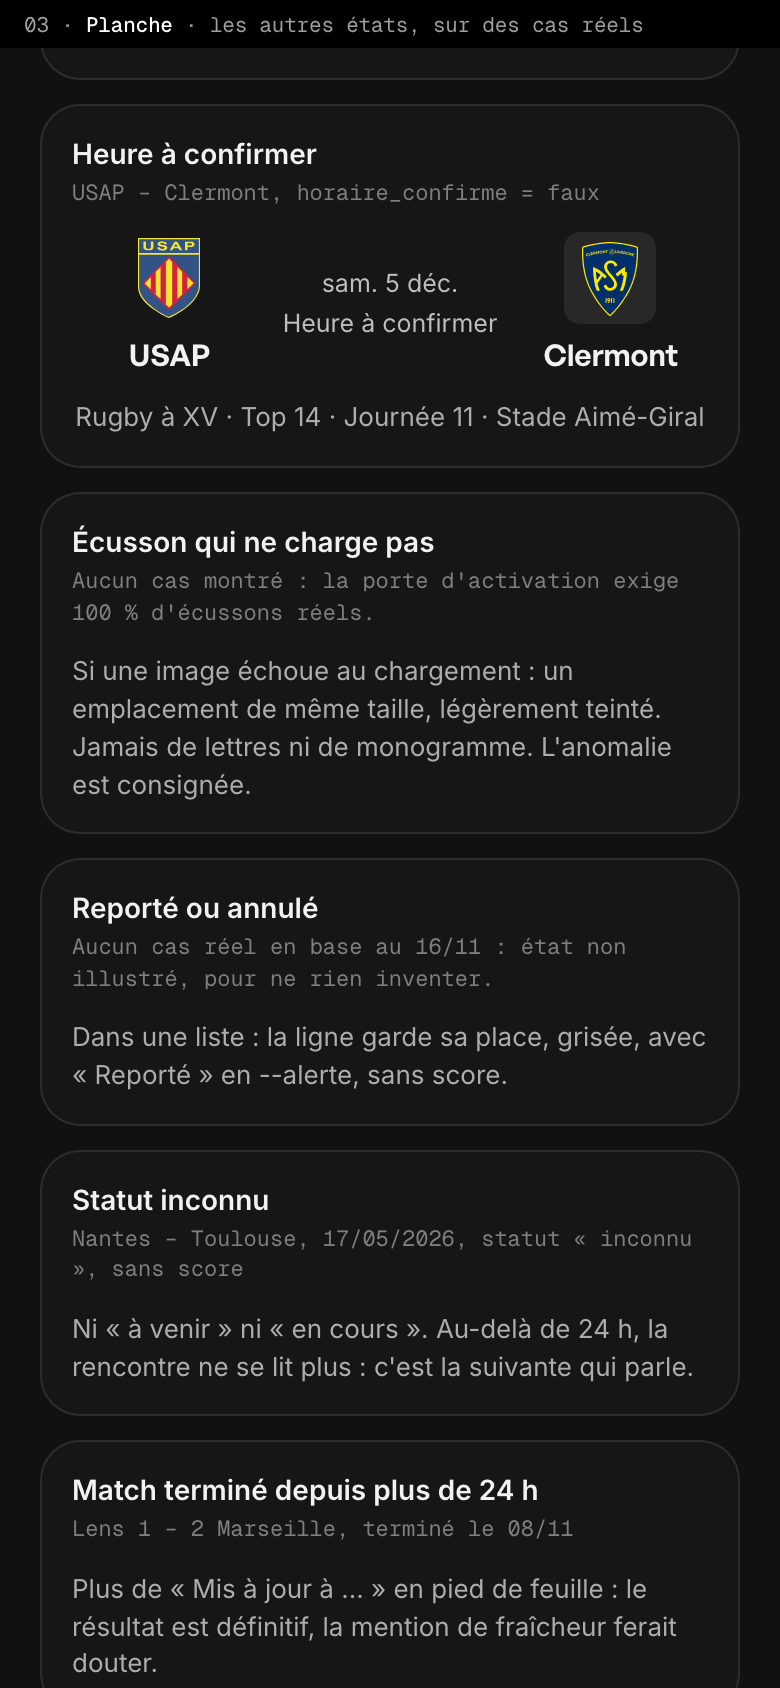 03 · Planche · les autres états, sur des cas réels
Heure à confirmer
USAP – Clermont, horaire_confirme = faux
USAP
CLERMONT AUVERGNE
ASM
1911
sam. 5 déc.
Heure à confirmer
USAP
Clermont
Rugby à XV · Top 14 · Journée 11 · Stade Aimé-Giral
Écusson qui ne charge pas
Aucun cas montré : la porte d'activation exige
100 % d'écussons réels.
Si une image échoue au chargement : un
emplacement de même taille, légèrement teinté.
Jamais de lettres ni de monogramme. L'anomalie
est consignée.
Reporté ou annulé
Aucun cas réel en base au 16/11 : état non
illustré, pour ne rien inventer.
Dans une liste : la ligne garde sa place, grisée, avec
« Reporté » en --alerte, sans score.
Statut inconnu
Nantes – Toulouse, 17/05/2026, statut « inconnu
», sans score
Ni « à venir » ni « en cours ». Au-delà de 24 h, la
rencontre ne se lit plus : c'est la suivante qui parle.
Match terminé depuis plus de 24 h
Lens 1 – 2 Marseille, terminé le 08/11
Plus de « Mis à jour à ... » en pied de feuille : le
résultat est définitif, la mention de fraîcheur ferait
douter.